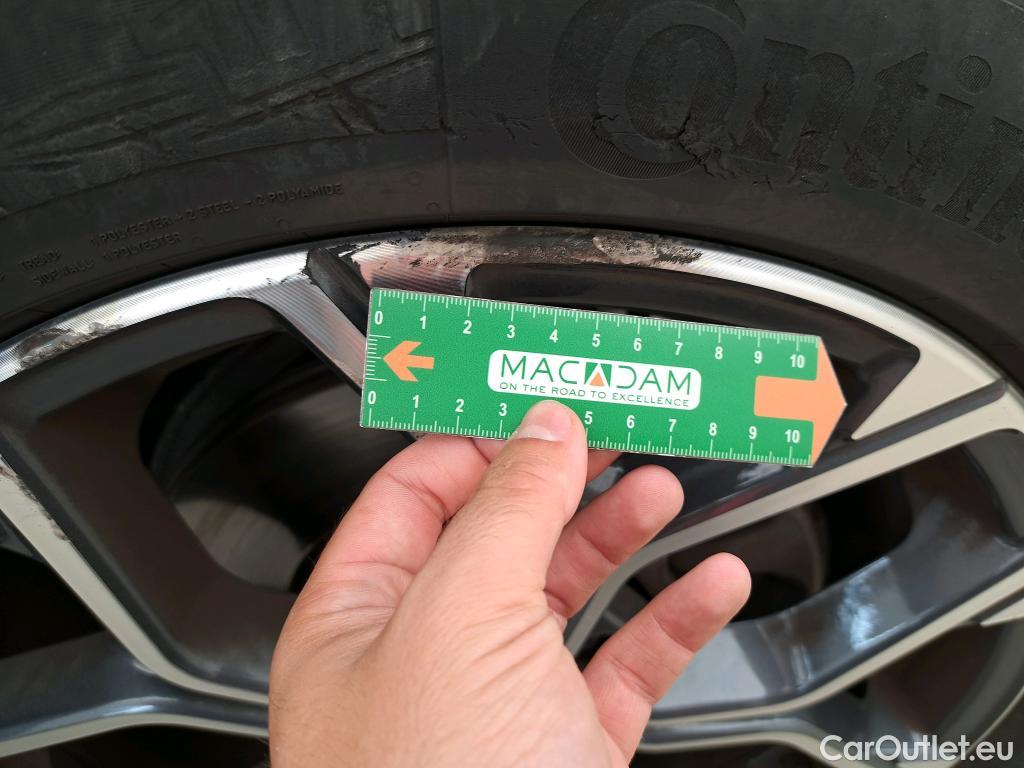 Contin
TREAD: 1 POLYESTER + 2 STEEL + 2 POLYAMIDE
SIDEWALL 1 POLYESTER
0 1 2 3 4 5 6 7 8 9 10
MACADAM
ON THE ROAD TO EXCELLENCE
0 1 2 3 5 6 7 8 9 10
CarOutlet.eu